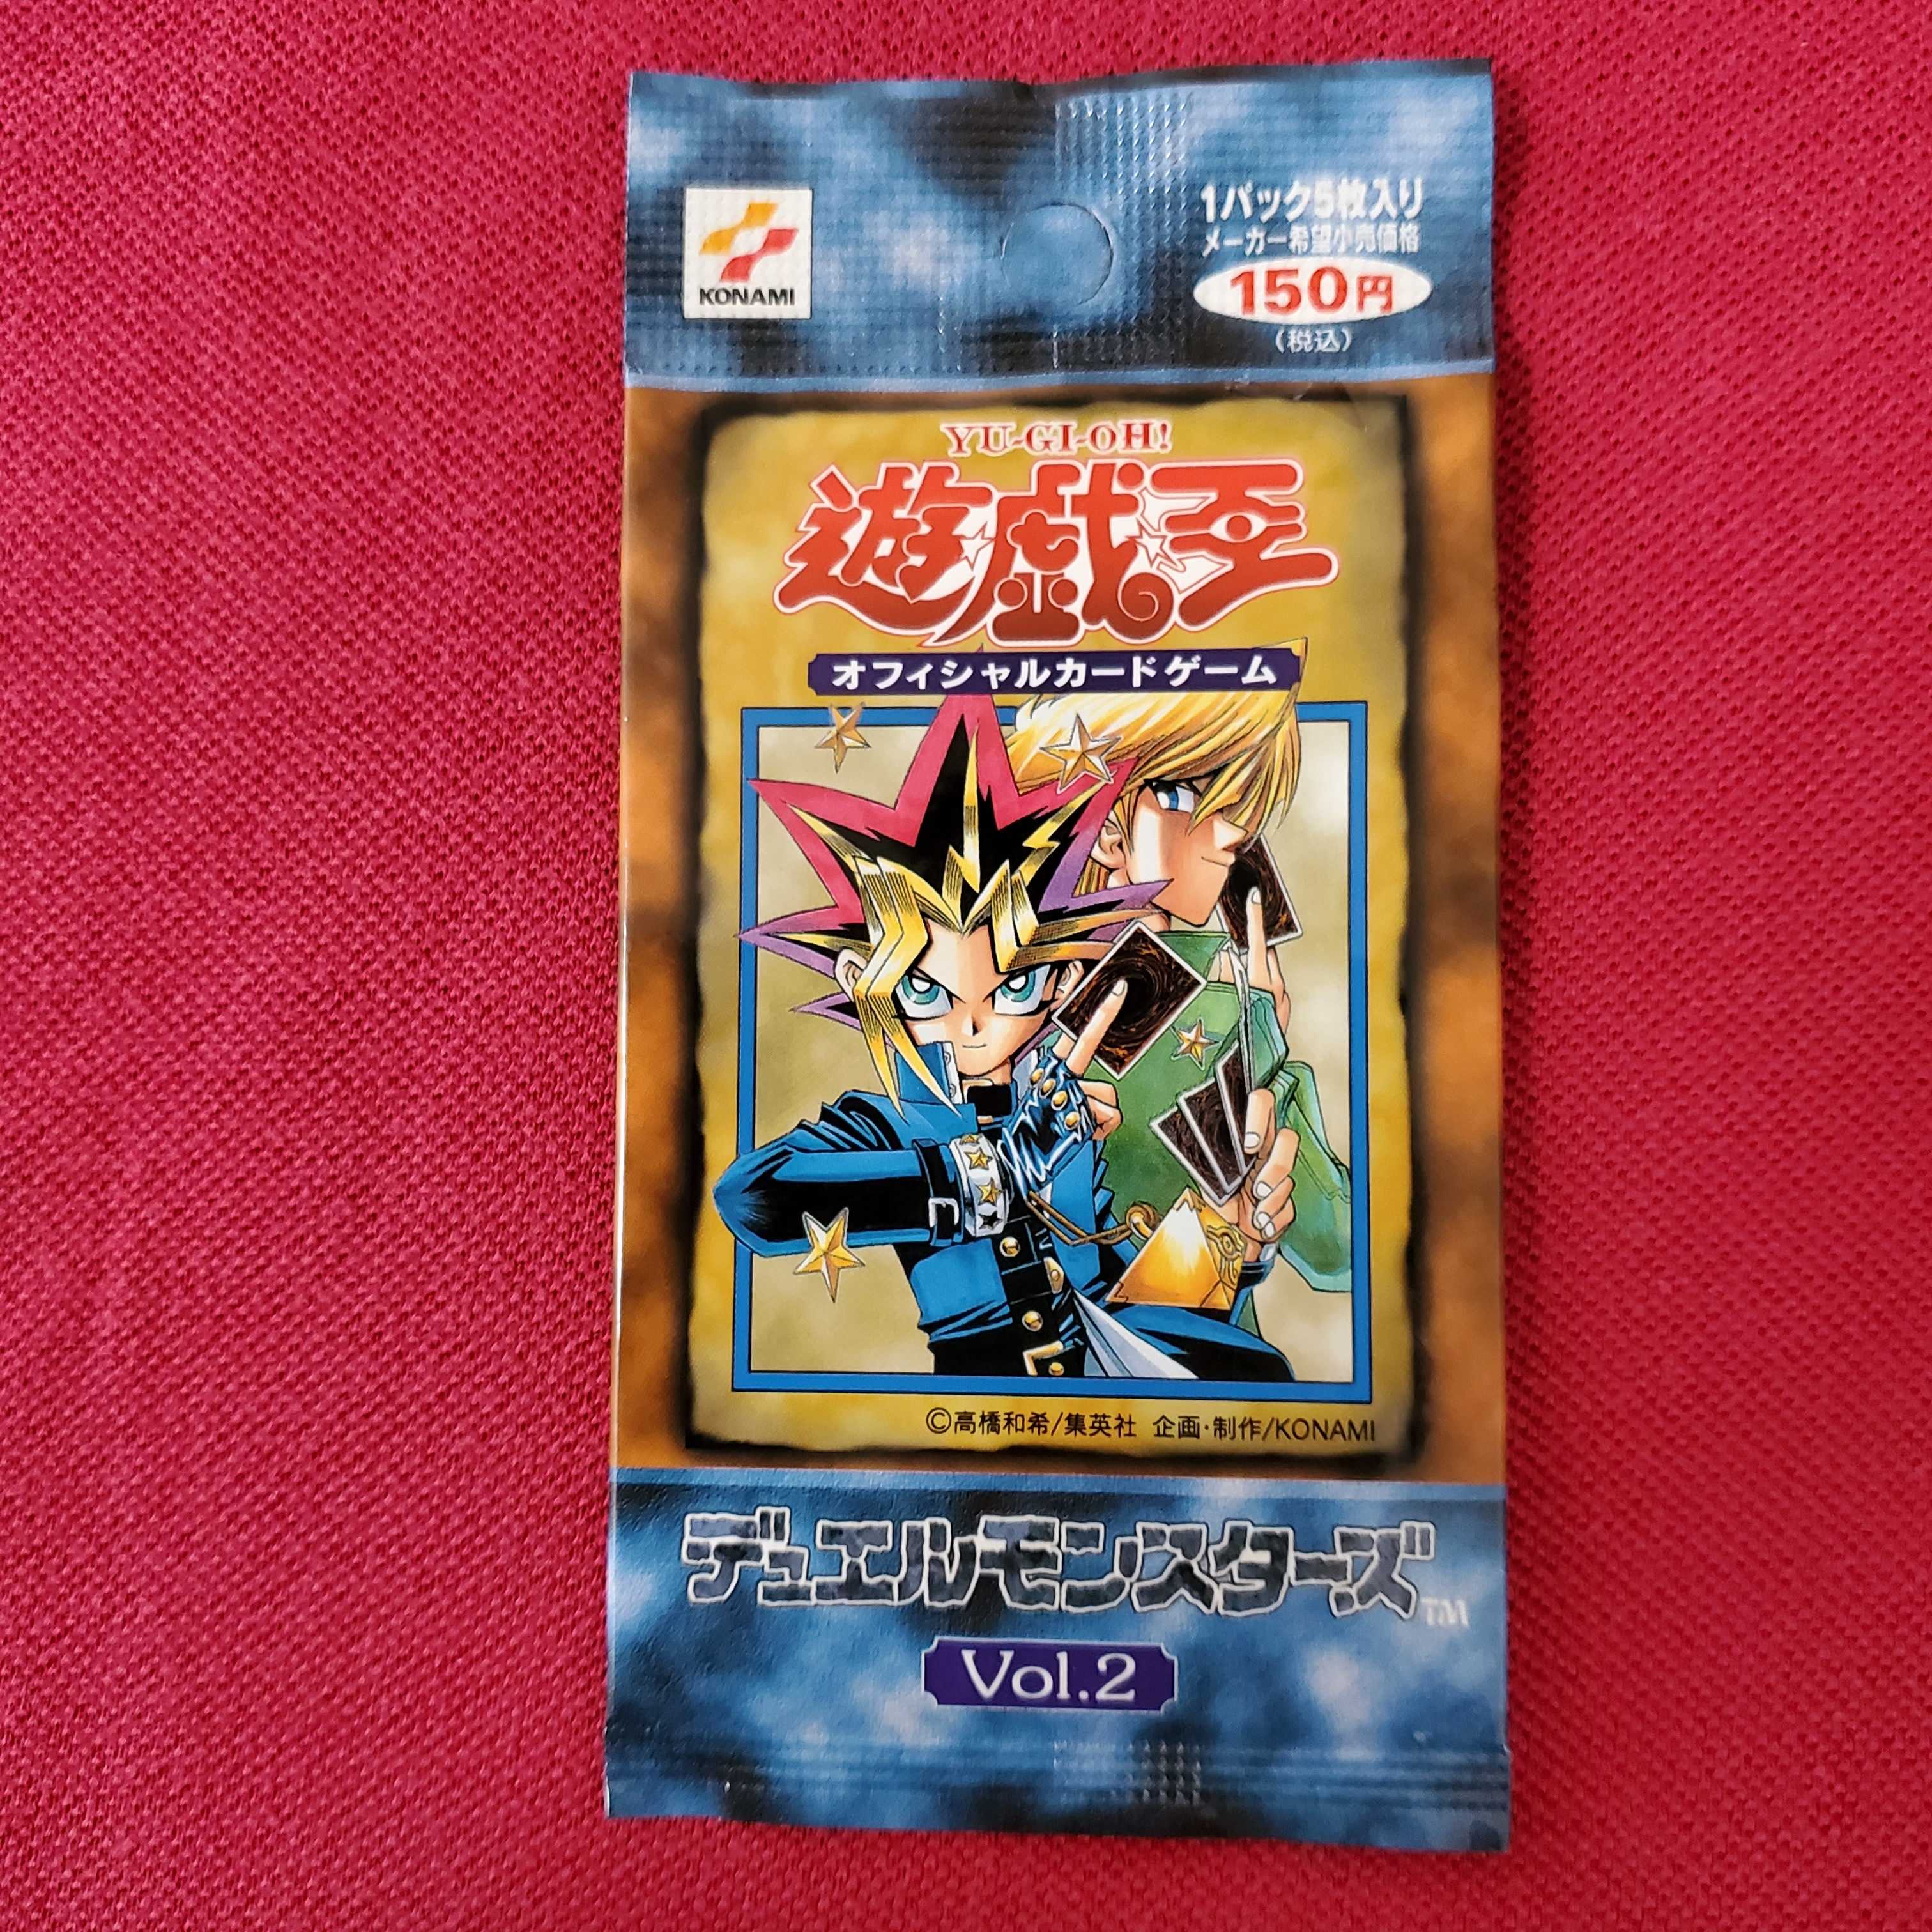 KONAMI
1パック5枚入り
メーカー希望小売価格
150円
(税込)
YU-GI-OH!
遊戯王
オフィシャルカードゲーム
©高橋和希/集英社 企画・制作/KONAMI
デュエルモンスターズ™
Vol.2